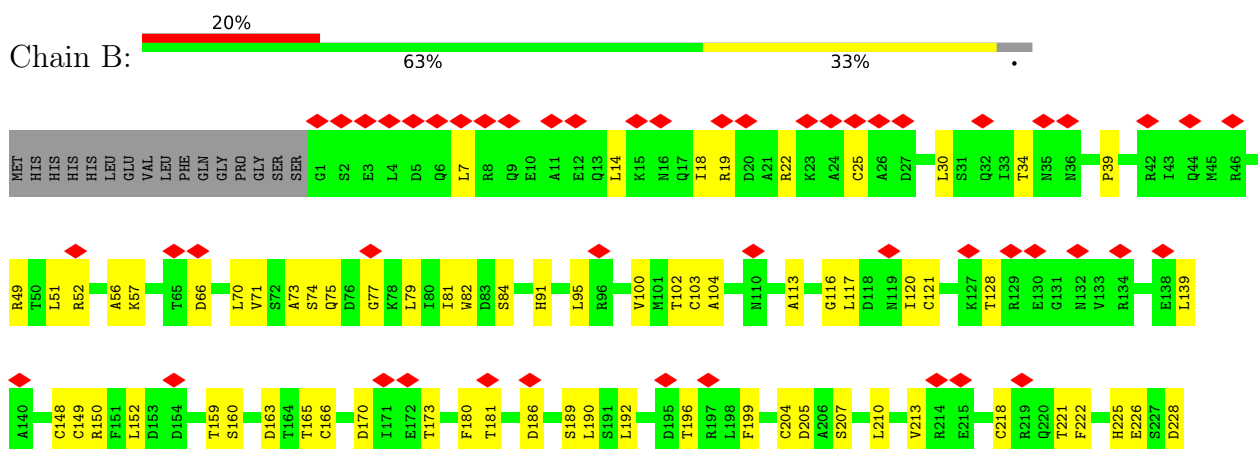 20%
Chain B:
63% 33% •
MET HIS HIS HIS HIS LEU GLU VAL LEU PHE GLN GLY PRO GLY SER SER G1 S2 E3 L4 D5 Q6 L7 R8 Q9 E10 A11 E12 Q13 L14 K15 N16 Q17 I18 R19 D20 A21 R22 K23 A24 C25 A26 D27 L30 S31 Q32 I33 T34 N35 N36 P39 R42 I43 Q44 M45 R46
R49 T50 L51 R52 A56 K57 T65 D66 L70 V71 S72 A73 S74 Q75 D76 G77 K78 L79 I80 I81 W82 D83 S84 H91 L95 R96 V100 M101 T102 C103 A104 N110 A113 G116 L117 D118 N119 I120 C121 K127 T128 R129 E130 G131 N132 V133 R134 E138 L139
A140 C148 C149 R150 F151 L152 D153 D154 T159 S160 D163 T164 T165 C166 D170 I171 E172 T173 F180 T181 D186 S189 L190 S191 L192 D195 T196 R197 L198 F199 C204 D205 A206 S207 L210 V213 R214 E215 C218 R219 Q220 T221 F222 H225 E226 S227 D228